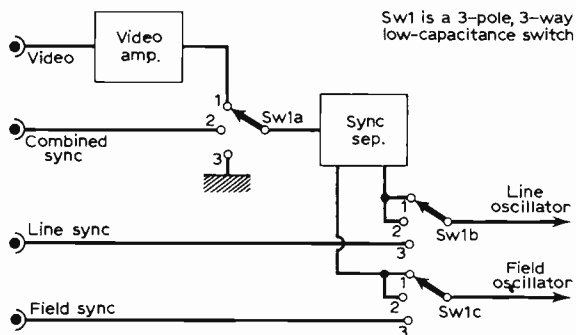 Sw1 is a 3-pole, 3-way
low-capacitance switch
Video
amp.
Video
1
2
Sw1a
3
Combined
sync
Sync
sep.
Line
oscillator
1
2
Sw1b
3
Line sync
Field
oscillator
1
2
Sw1c
3
Field sync